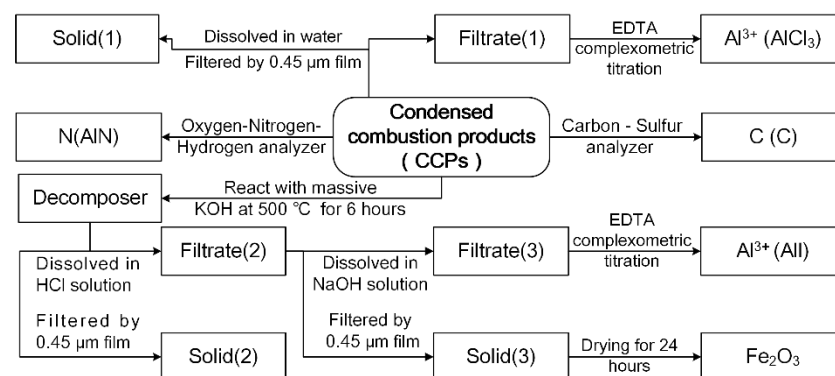 Solid(1)
Dissolved in water
Filtered by 0.45 μm film
Filtrate(1)
EDTA
complexometric
titration
Al³⁺ (AlCl₃)
N(AlN)
Oxygen-Nitrogen-
Hydrogen analyzer
Condensed
combustion products
( CCPs )
Carbon - Sulfur
analyzer
C (C)
Decomposer
React with massive
KOH at 500 °C for 6 hours
Dissolved in
HCl solution
Filtered by
0.45 μm film
Filtrate(2)
Dissolved in
NaOH solution
Filtered by
0.45 μm film
Filtrate(3)
EDTA
complexometric
titration
Al³⁺ (All)
Solid(2)
Solid(3)
Drying for 24
hours
Fe₂O₃